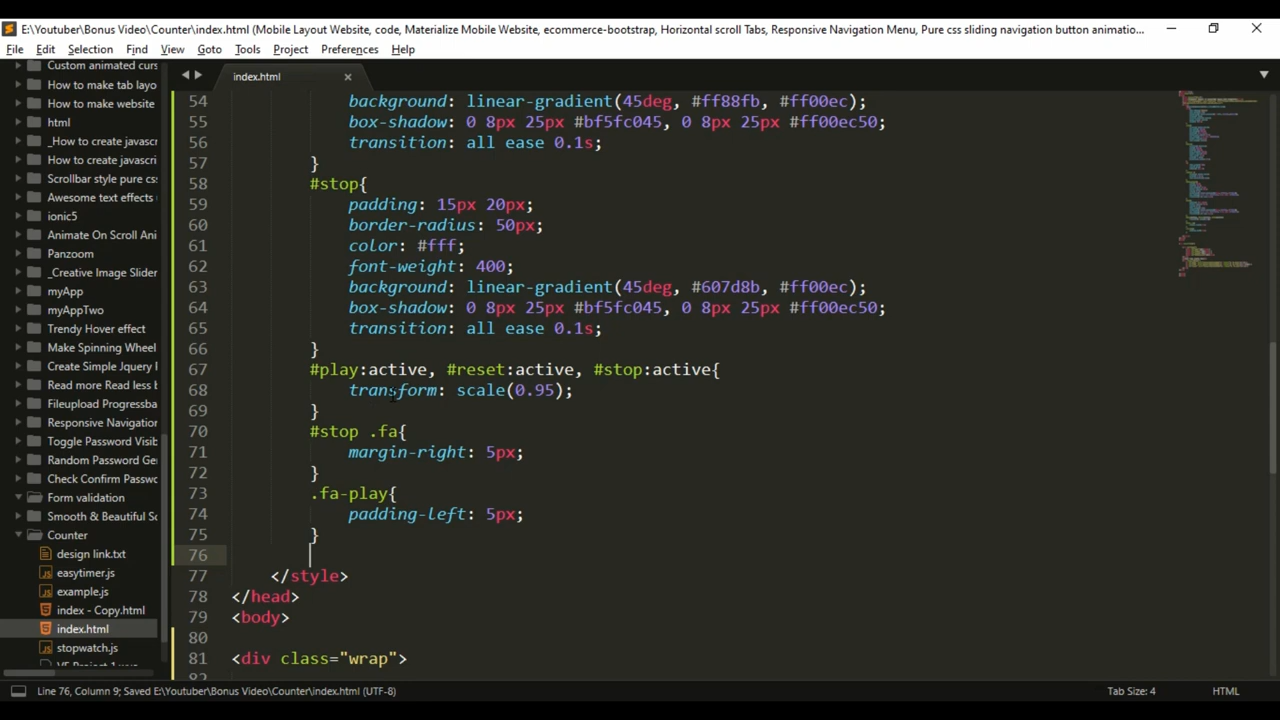 E:\Youtuber\Bonus Video\Counter\index.html (Mobile Layout Website, code, Materialize Mobile Website, ecommerce-bootstrap, Horizontal scroll Tabs, Responsive Navigation Menu, Pure css sliding navigation button animatio...
File Edit Selection Find View Goto Tools Project Preferences Help
index.html
Custom animated curs
How to make tab layo
How to make website
html
_How to create javascr
How to create javascri
Scrollbar style pure cs
Awesome text effects
ionic5
Animate On Scroll Ani
Panzoom
_Creative Image Slider
myApp
myAppTwo
Trendy Hover effect
Make Spinning Wheel
Create Simple Jquery
Read more Read less b
Fileupload Progressba
Responsive Navigation
Toggle Password Visib
Random Password Ge
Check Confirm Passwo
Form validation
Smooth & Beautiful Sc
Counter
design link.txt
easytimer.js
example.js
index - Copy.html
index.html
stopwatch.js
54 background: linear-gradient(45deg, #ff88fb, #ff00ec);
55 box-shadow: 0 8px 25px #bf5fc045, 0 8px 25px #ff00ec50;
56 transition: all ease 0.1s;
57 }
58 #stop{
59 padding: 15px 20px;
60 border-radius: 50px;
61 color: #fff;
62 font-weight: 400;
63 background: linear-gradient(45deg, #607d8b, #ff00ec);
64 box-shadow: 0 8px 25px #bf5fc045, 0 8px 25px #ff00ec50;
65 transition: all ease 0.1s;
66 }
67 #play:active, #reset:active, #stop:active{
68 transform: scale(0.95);
69 }
70 #stop .fa{
71 margin-right: 5px;
72 }
73 .fa-play{
74 padding-left: 5px;
75 }
76
77 </style>
78 </head>
79 <body>
80
81 <div class="wrap">
Line 76, Column 9; Saved E:\Youtuber\Bonus Video\Counter\index.html (UTF-8)
Tab Size: 4
HTML